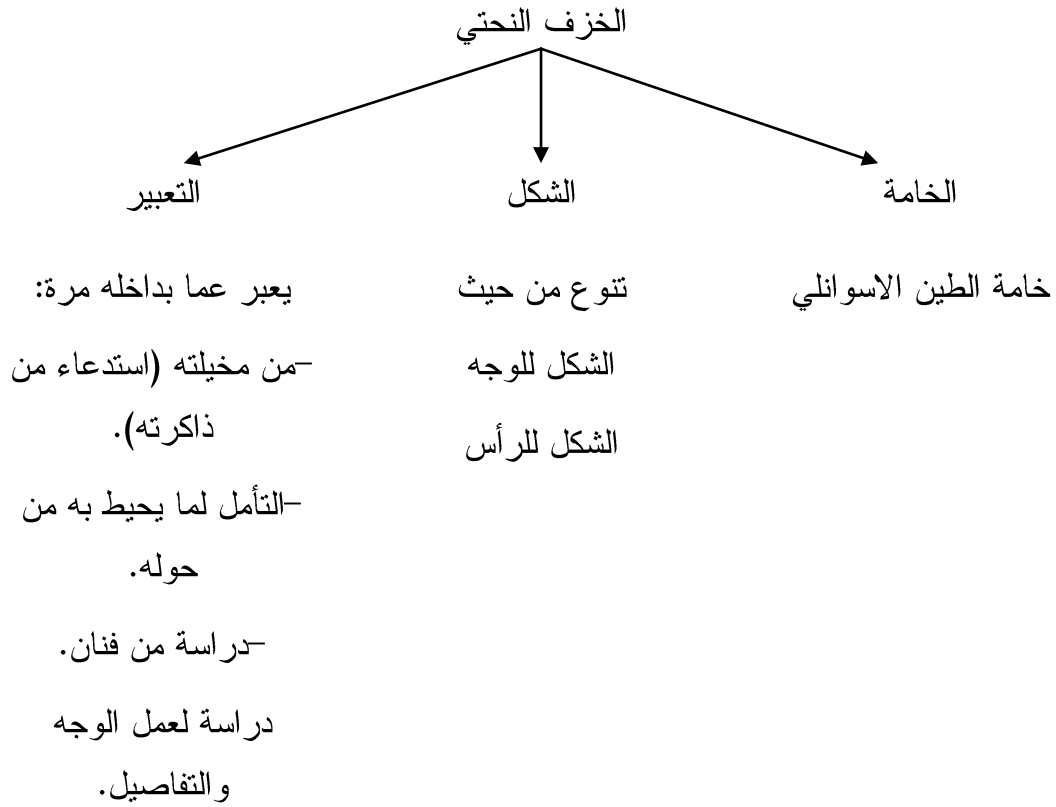 الخزف النحتي
الخامة
الشكل
التعبير
خامة الطين الاسوانلي
تتوع من حيث
الشكل للوجه
الشكل للرأس
يعبر عما بداخله مرة:
-من مخيلته (استدعاء من
ذاكرته).
-التأمل لما يحيط به من
حوله.
-دراسة من فنان.
دراسة لعمل الوجه
والتفاصيل.